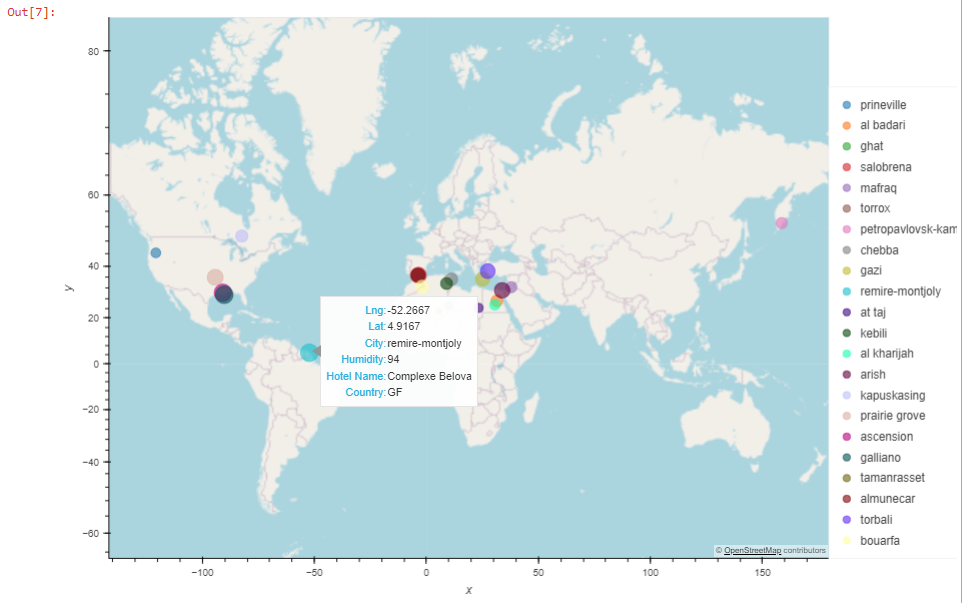 Out[7]:
80
60
40
20
0
−20
−40
−60
y
−100
−50
0
50
100
150
x
Lng: -52.2667
Lat: 4.9167
City: remire-montjoly
Humidity: 94
Hotel Name: Complexe Belova
Country: GF
© OpenStreetMap contributors
prineville
al badari
ghat
salobrena
mafraq
torrox
petropavlovsk-kam
chebba
gazi
remire-montjoly
at taj
kebili
al kharijah
arish
kapuskasing
prairie grove
ascension
galliano
tamanrasset
almunecar
torbali
bouarfa